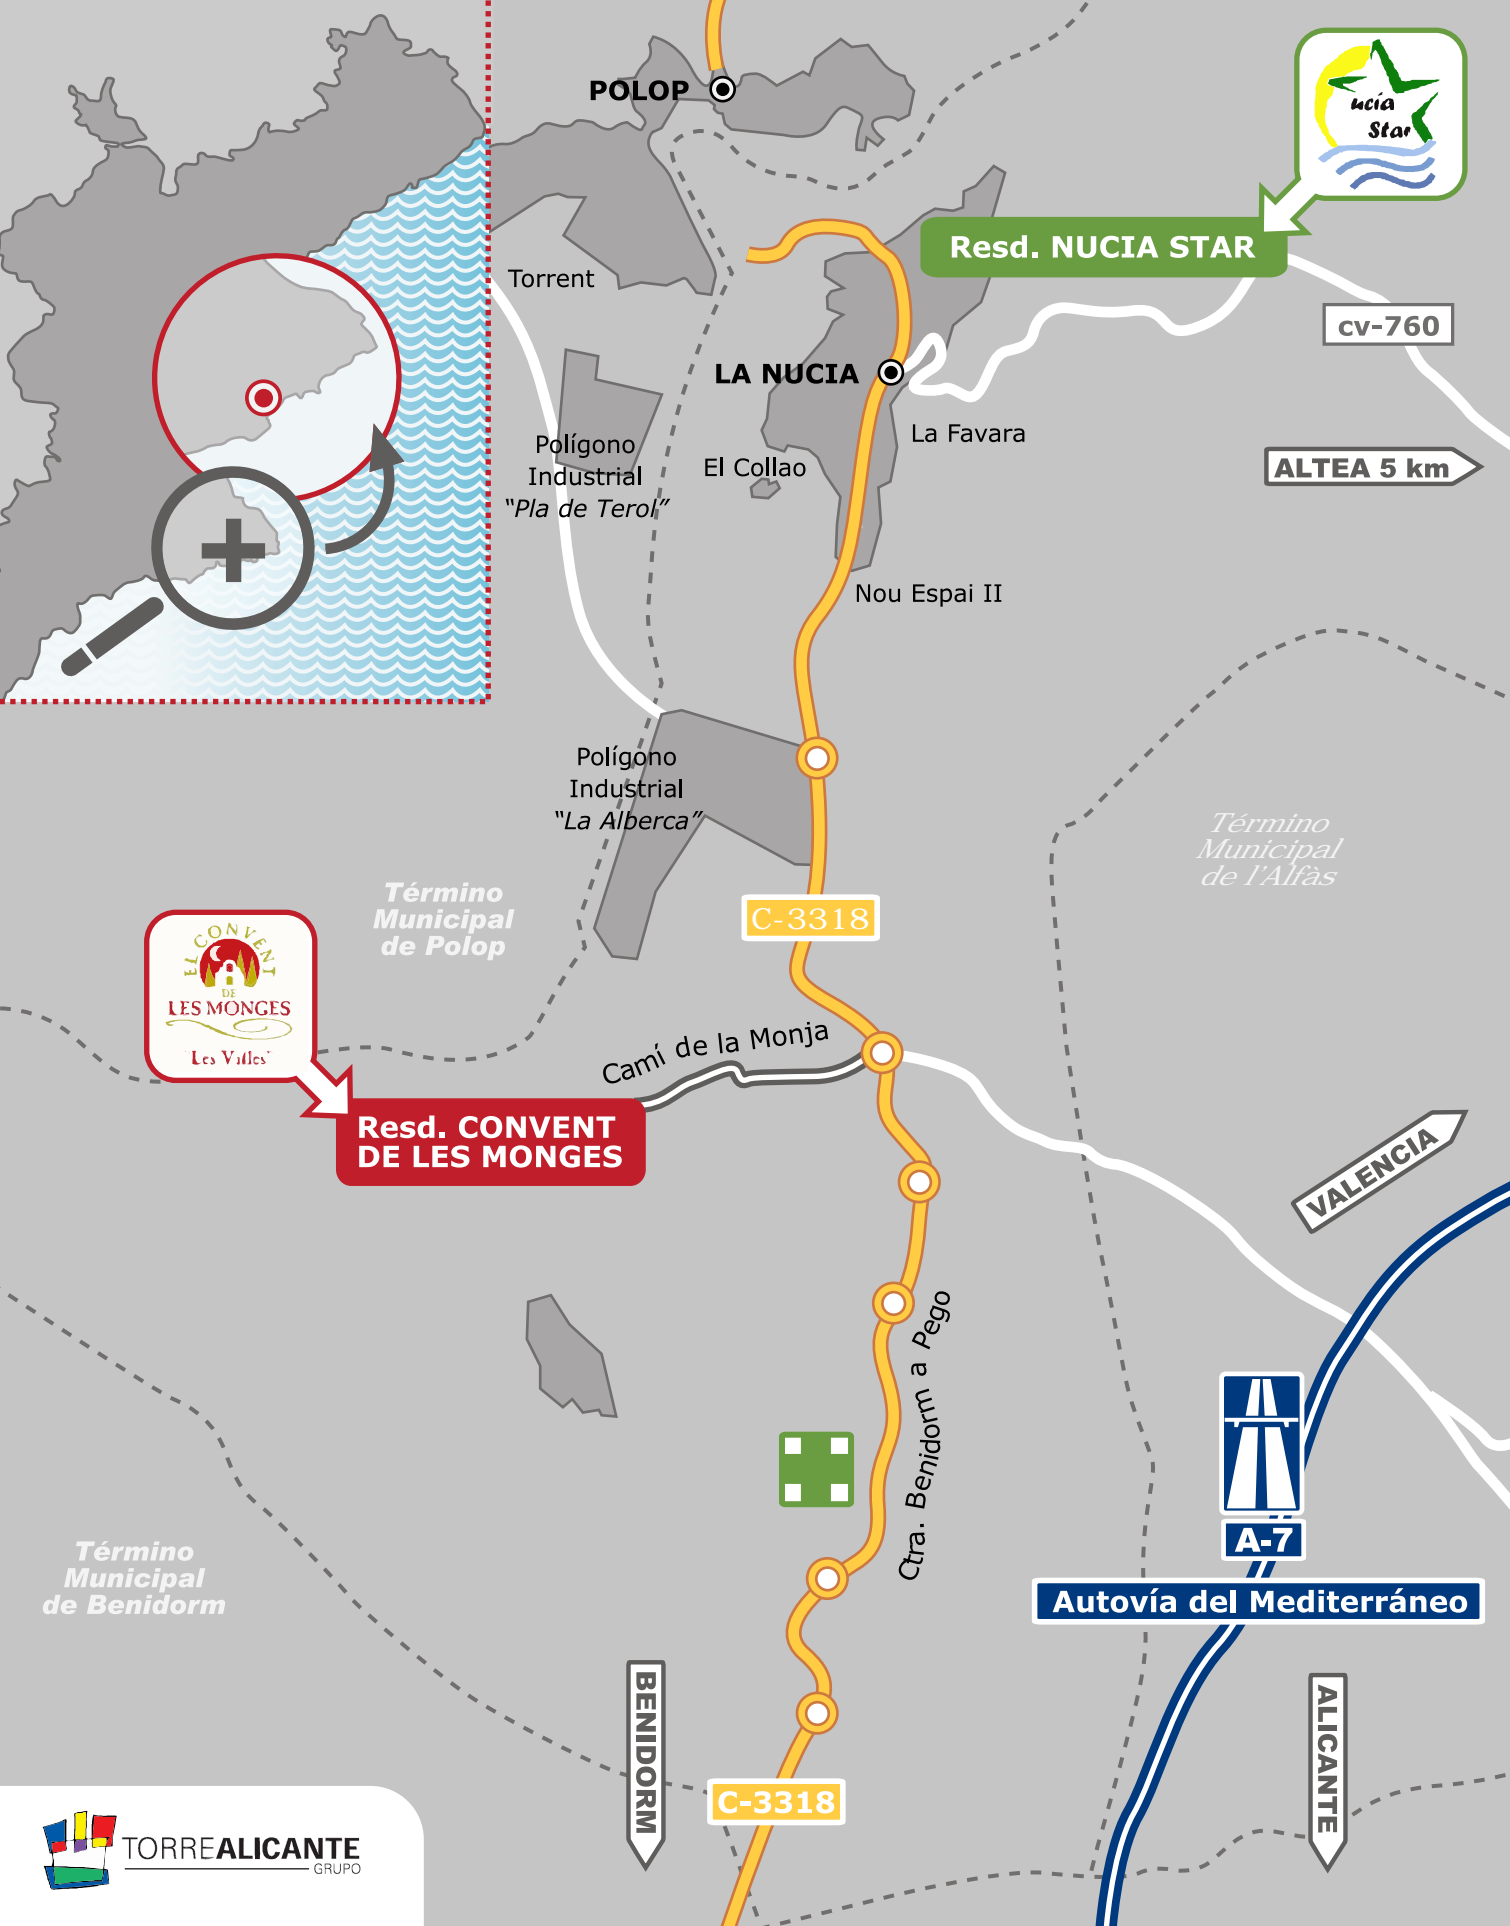 POLOP
ucía
Star
Resd. NUCIA STAR
Torrent
cv-760
LA NUCIA
La Favara
Polígono
Industrial
"Pla de Terol"
El Collao
ALTEA 5 km
Nou Espai II
Polígono
Industrial
"La Alberca"
Término
Municipal
de l'Alfàs
Término
Municipal
de Polop
C-3318
EL CONVENT
DE
LES MONGES
"Les Valles"
Camí de la Monja
Resd. CONVENT
DE LES MONGES
VALENCIA
Ctra. Benidorm a Pego
A-7
Autovía del Mediterráneo
Término
Municipal
de Benidorm
BENIDORM
ALICANTE
C-3318
TORREALICANTE
GRUPO